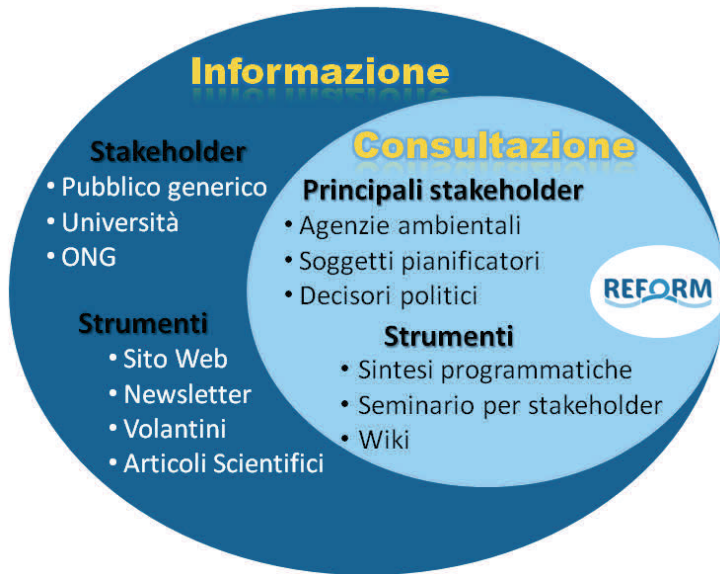 Informazione
Stakeholder
• Pubblico generico
• Università
• ONG
Strumenti
• Sito Web
• Newsletter
• Volantini
• Articoli Scientifici
Consultazione
Principali stakeholder
• Agenzie ambientali
• Soggetti pianificatori
• Decisori politici
Strumenti
• Sintesi programmatiche
• Seminario per stakeholder
• Wiki
REFORM